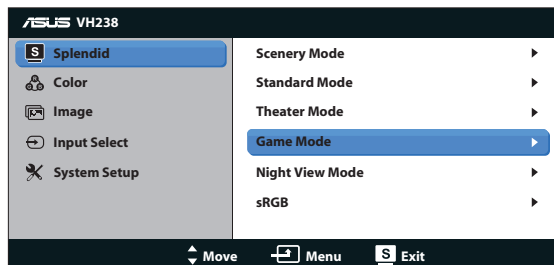 ASUS VH238
S Splendid
Color
Image
Input Select
System Setup
Scenery Mode
Standard Mode
Theater Mode
Game Mode
Night View Mode
sRGB
Move Menu S Exit